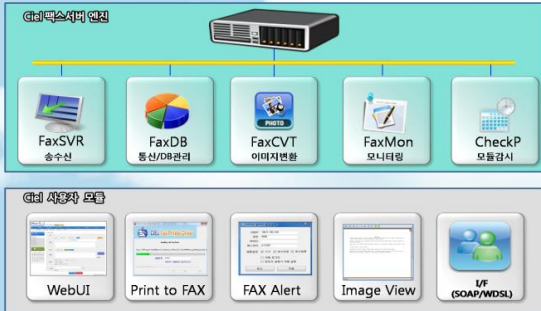 Ciel 팩스서버 엔진
FaxSVR
송수신
FaxDB
통신/DB관리
PHOTO
FaxCVT
이미지변환
FaxMon
모니터링
CheckP
모듈감시
Ciel 사용자 모듈
WebUI
Print to FAX
FAX Alert
Image View
I/F
(SOAP/WDSL)